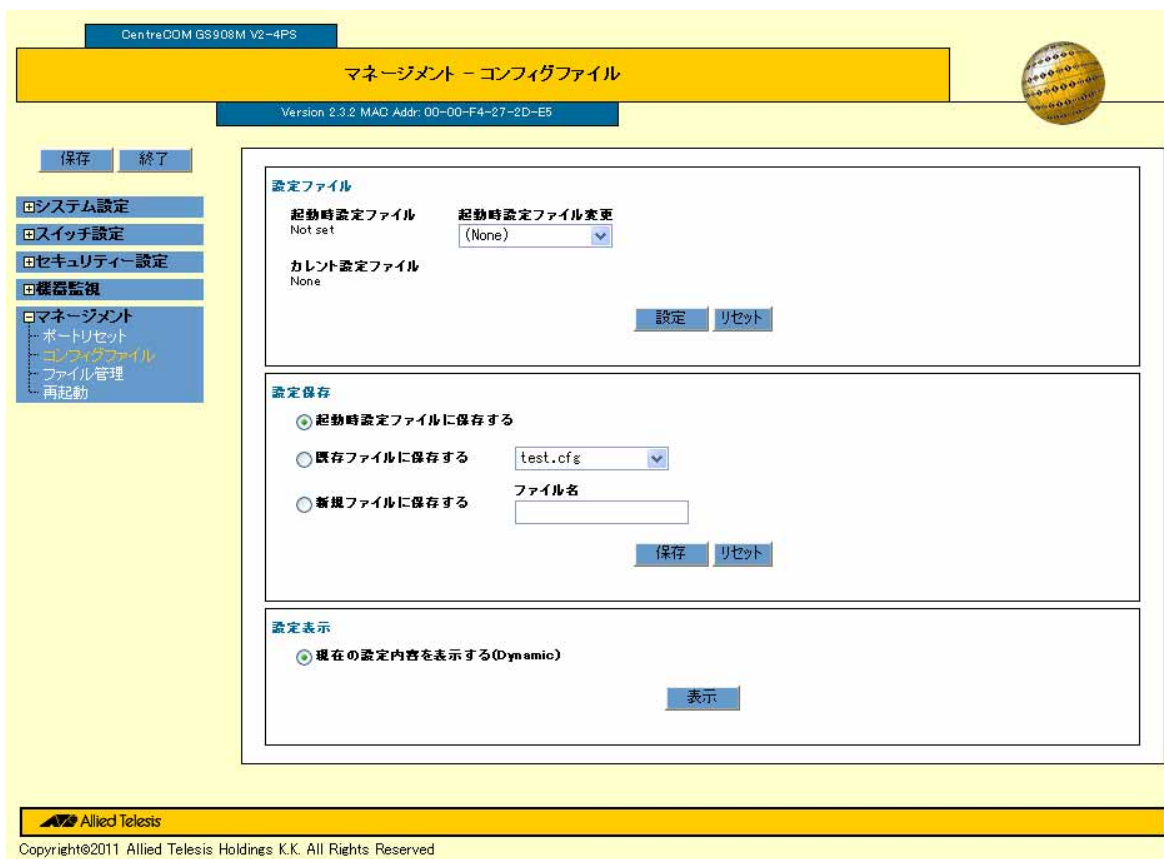 CentreCOM GS908M V2-4PS
マネージメント - コンフィグファイル
Version 2.3.2 MAC Addr: 00-00-F4-27-2D-E5
保存 終了
システム設定
スイッチ設定
セキュリティー設定
機器監視
マネージメント
ポートリセット
コンフィグファイル
ファイル管理
再起動
設定ファイル
起動時設定ファイル 起動時設定ファイル変更
Not set (None)
カレント設定ファイル
None
設定 リセット
設定保存
起動時設定ファイルに保存する
既存ファイルに保存する test.cfg
ファイル名
新規ファイルに保存する
保存 リセット
設定表示
現在の設定内容を表示する(Dynamic)
表示
Allied Telesis
Copyright©2011 Allied Telesis Holdings K.K. All Rights Reserved